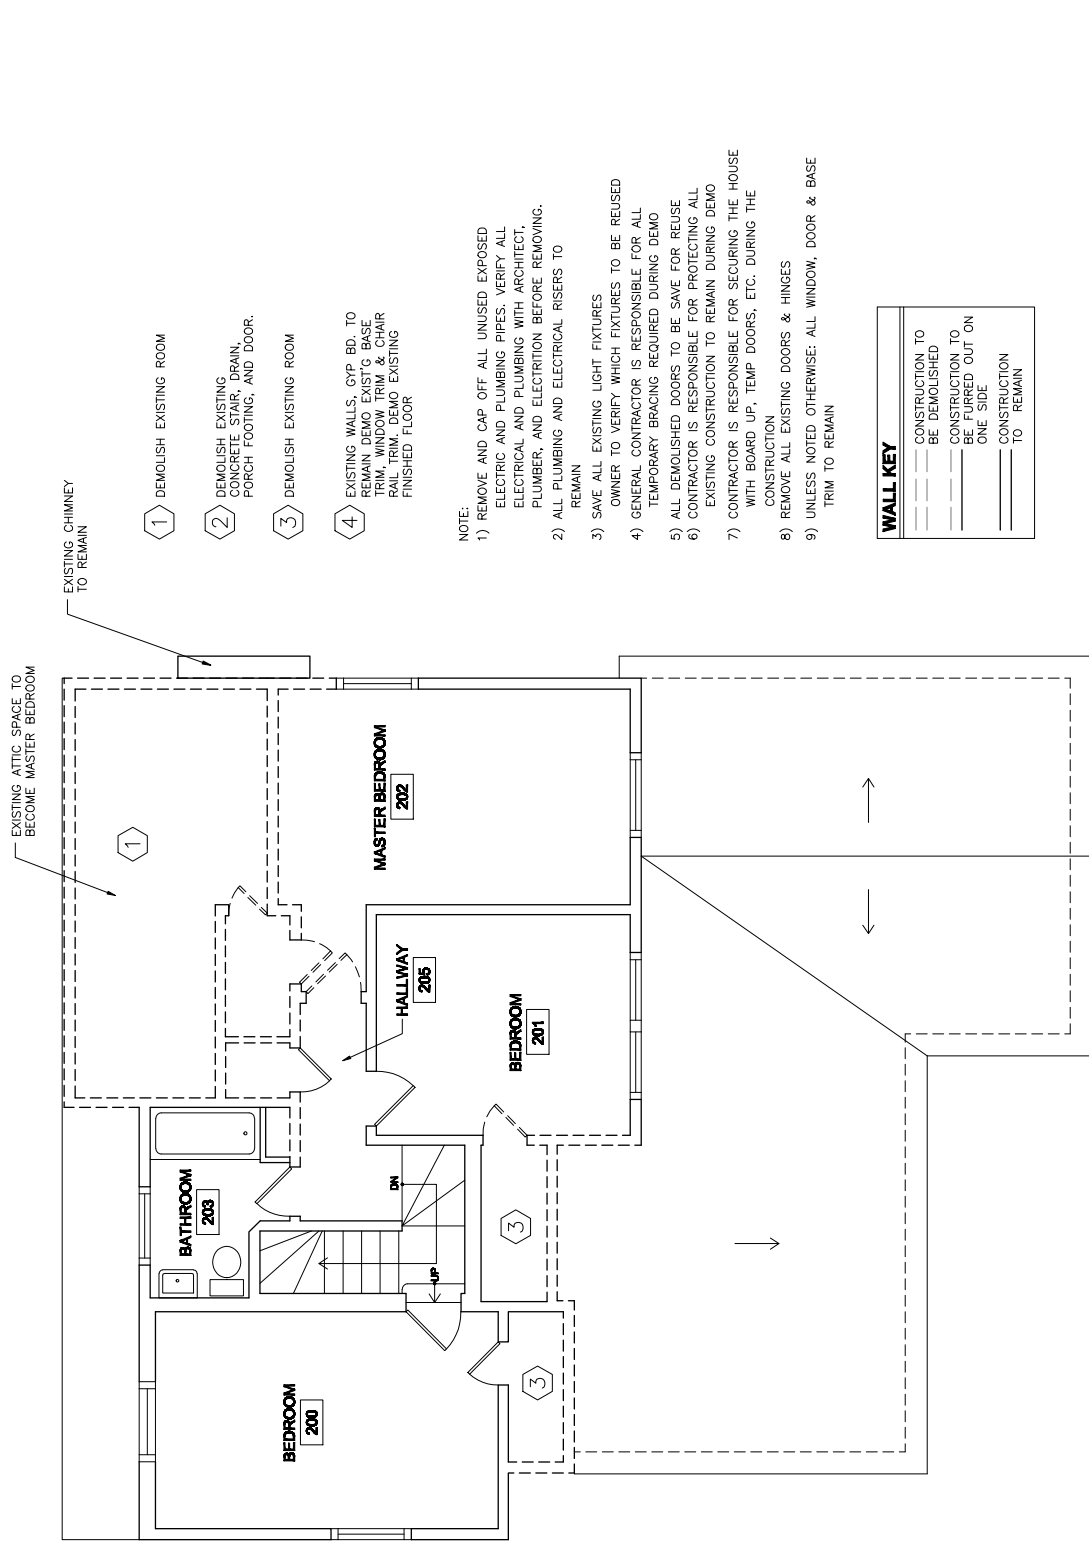 EXISTING ATTIC SPACE TO
BECOME MASTER BEDROOM
EXISTING CHIMNEY
TO REMAIN
1
MASTER BEDROOM
202
HALLWAY
205
BEDROOM
201
BATHROOM
203
DN
UP
3
3
BEDROOM
200
1 DEMOLISH EXISTING ROOM
2 DEMOLISH EXISTING
CONCRETE STAIR, DRAIN,
PORCH FOOTING, AND DOOR.
3 DEMOLISH EXISTING ROOM
4 EXISTING WALLS, GYP BD. TO
REMAIN DEMO EXIST'G BASE
TRIM, WINDOW TRIM & CHAIR
RAIL TRIM. DEMO EXISTING
FINISHED FLOOR
NOTE:
1) REMOVE AND CAP OFF ALL UNUSED EXPOSED
ELECTRIC AND PLUMBING PIPES. VERIFY ALL
ELECTRICAL AND PLUMBING WITH ARCHITECT,
PLUMBER, AND ELECTRITION BEFORE REMOVING.
2) ALL PLUMBING AND ELECTRICAL RISERS TO
REMAIN
3) SAVE ALL EXISTING LIGHT FIXTURES
OWNER TO VERIFY WHICH FIXTURES TO BE REUSED
4) GENERAL CONTRACTOR IS RESPONSIBLE FOR ALL
TEMPORARY BRACING REQUIRED DURING DEMO
5) ALL DEMOLISHED DOORS TO BE SAVE FOR REUSE
6) CONTRACTOR IS RESPONSIBLE FOR PROTECTING ALL
EXISTING CONSTRUCTION TO REMAIN DURING DEMO
7) CONTRACTOR IS RESPONSIBLE FOR SECURING THE HOUSE
WITH BOARD UP, TEMP DOORS, ETC. DURING THE
CONSTRUCTION
8) REMOVE ALL EXISTING DOORS & HINGES
9) UNLESS NOTED OTHERWISE: ALL WINDOW, DOOR & BASE
TRIM TO REMAIN
WALL KEY
CONSTRUCTION TO
BE DEMOLISHED
CONSTRUCTION TO
BE FURRED OUT ON
ONE SIDE
CONSTRUCTION
TO REMAIN